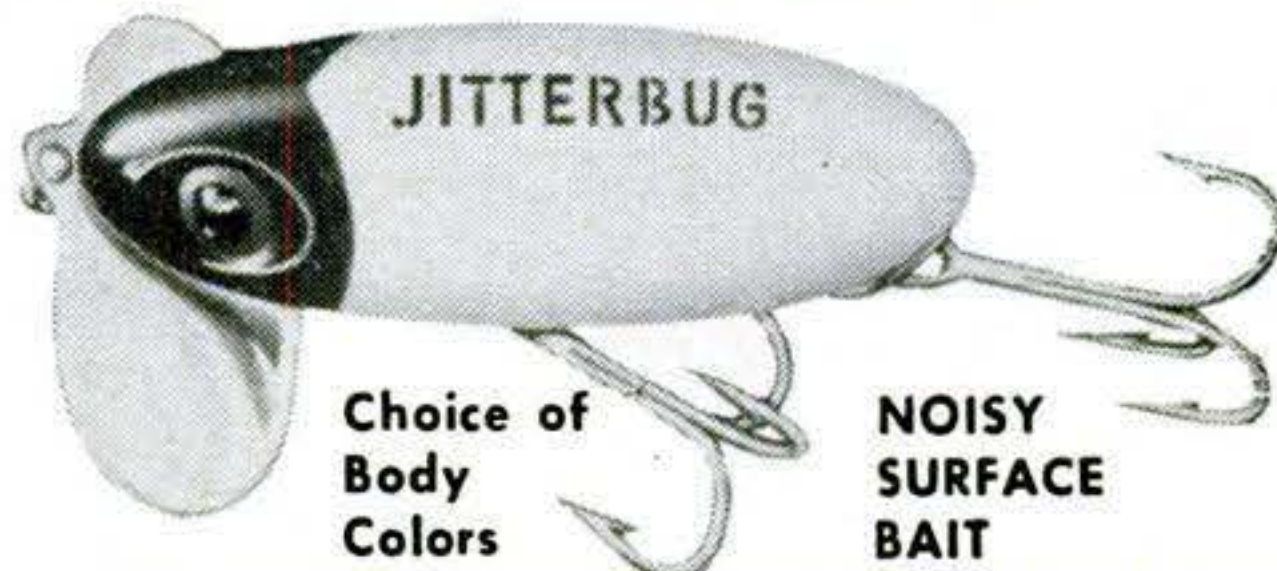 JITTERBUG
Choice of
Body
Colors
NOISY
SURFACE
BAIT